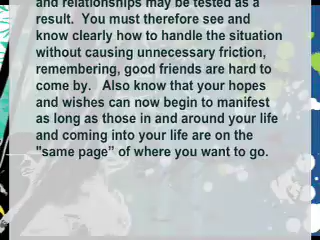 and relationships may be tested as a
result.  You must therefore see and
know clearly how to handle the situation
without causing unnecessary friction,
remembering, good friends are hard to
come by.   Also know that your hopes
and wishes can now begin to manifest
as long as those in and around your life
and coming into your life are on the
"same page” of where you want to go.